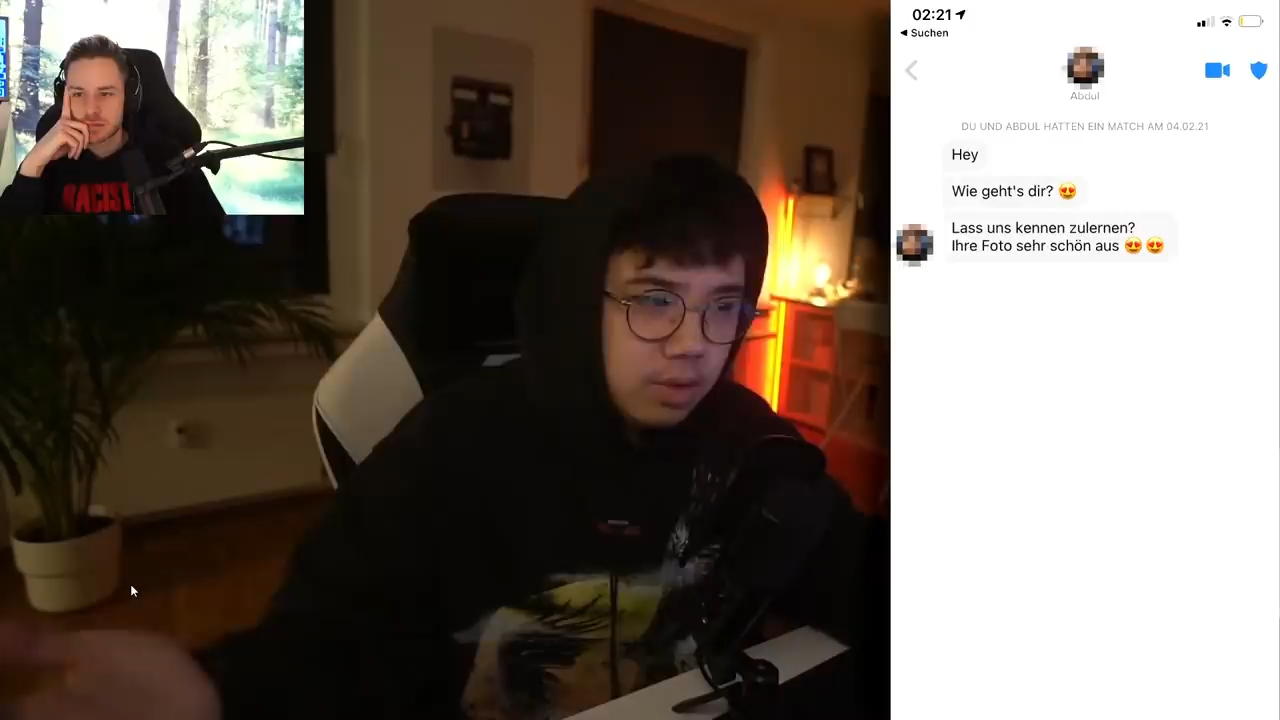 RACIST
02:21
Suchen
Abdul
DU UND ABDUL HATTEN EIN MATCH AM 04.02.21
Hey
Wie geht's dir? 😍
Lass uns kennen zulernen?
Ihre Foto sehr schön aus 😍😍